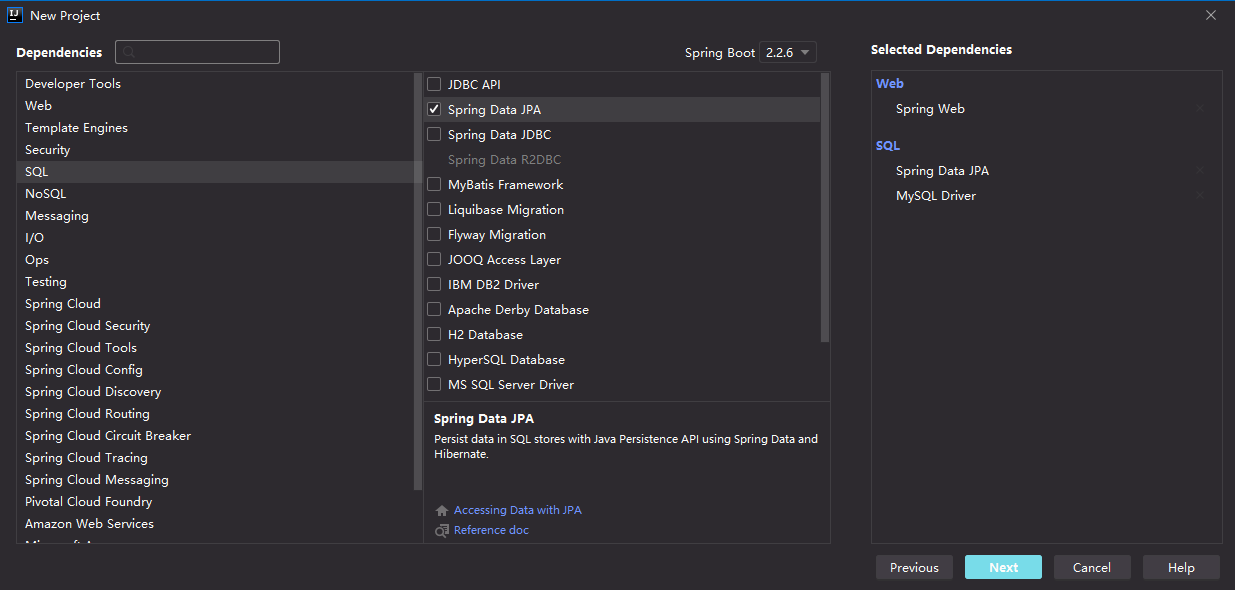 New Project
Dependencies
Spring Boot 2.2.6
Selected Dependencies
Developer Tools
Web
Template Engines
Security
SQL
NoSQL
Messaging
I/O
Ops
Testing
Spring Cloud
Spring Cloud Security
Spring Cloud Tools
Spring Cloud Config
Spring Cloud Discovery
Spring Cloud Routing
Spring Cloud Circuit Breaker
Spring Cloud Tracing
Spring Cloud Messaging
Pivotal Cloud Foundry
Amazon Web Services
JDBC API
Spring Data JPA
Spring Data JDBC
Spring Data R2DBC
MyBatis Framework
Liquibase Migration
Flyway Migration
JOOQ Access Layer
IBM DB2 Driver
Apache Derby Database
H2 Database
HyperSQL Database
MS SQL Server Driver
Spring Data JPA
Persist data in SQL stores with Java Persistence API using Spring Data and
Hibernate.
Accessing Data with JPA
Reference doc
Web
Spring Web
SQL
Spring Data JPA
MySQL Driver
Previous
Next
Cancel
Help